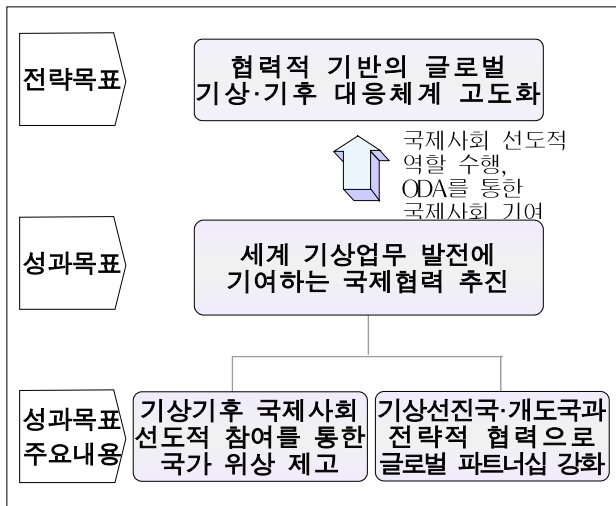 전략목표
협력적 기반의 글로벌
기상·기후 대응체계 고도화
국제사회 선도적
역할 수행,
ODA를 통한
국제사회 기여
성과목표
세계 기상업무 발전에
기여하는 국제협력 추진
성과목표
주요내용
기상기후 국제사회
선도적 참여를 통한
국가 위상 제고
기상선진국·개도국과
전략적 협력으로
글로벌 파트너십 강화